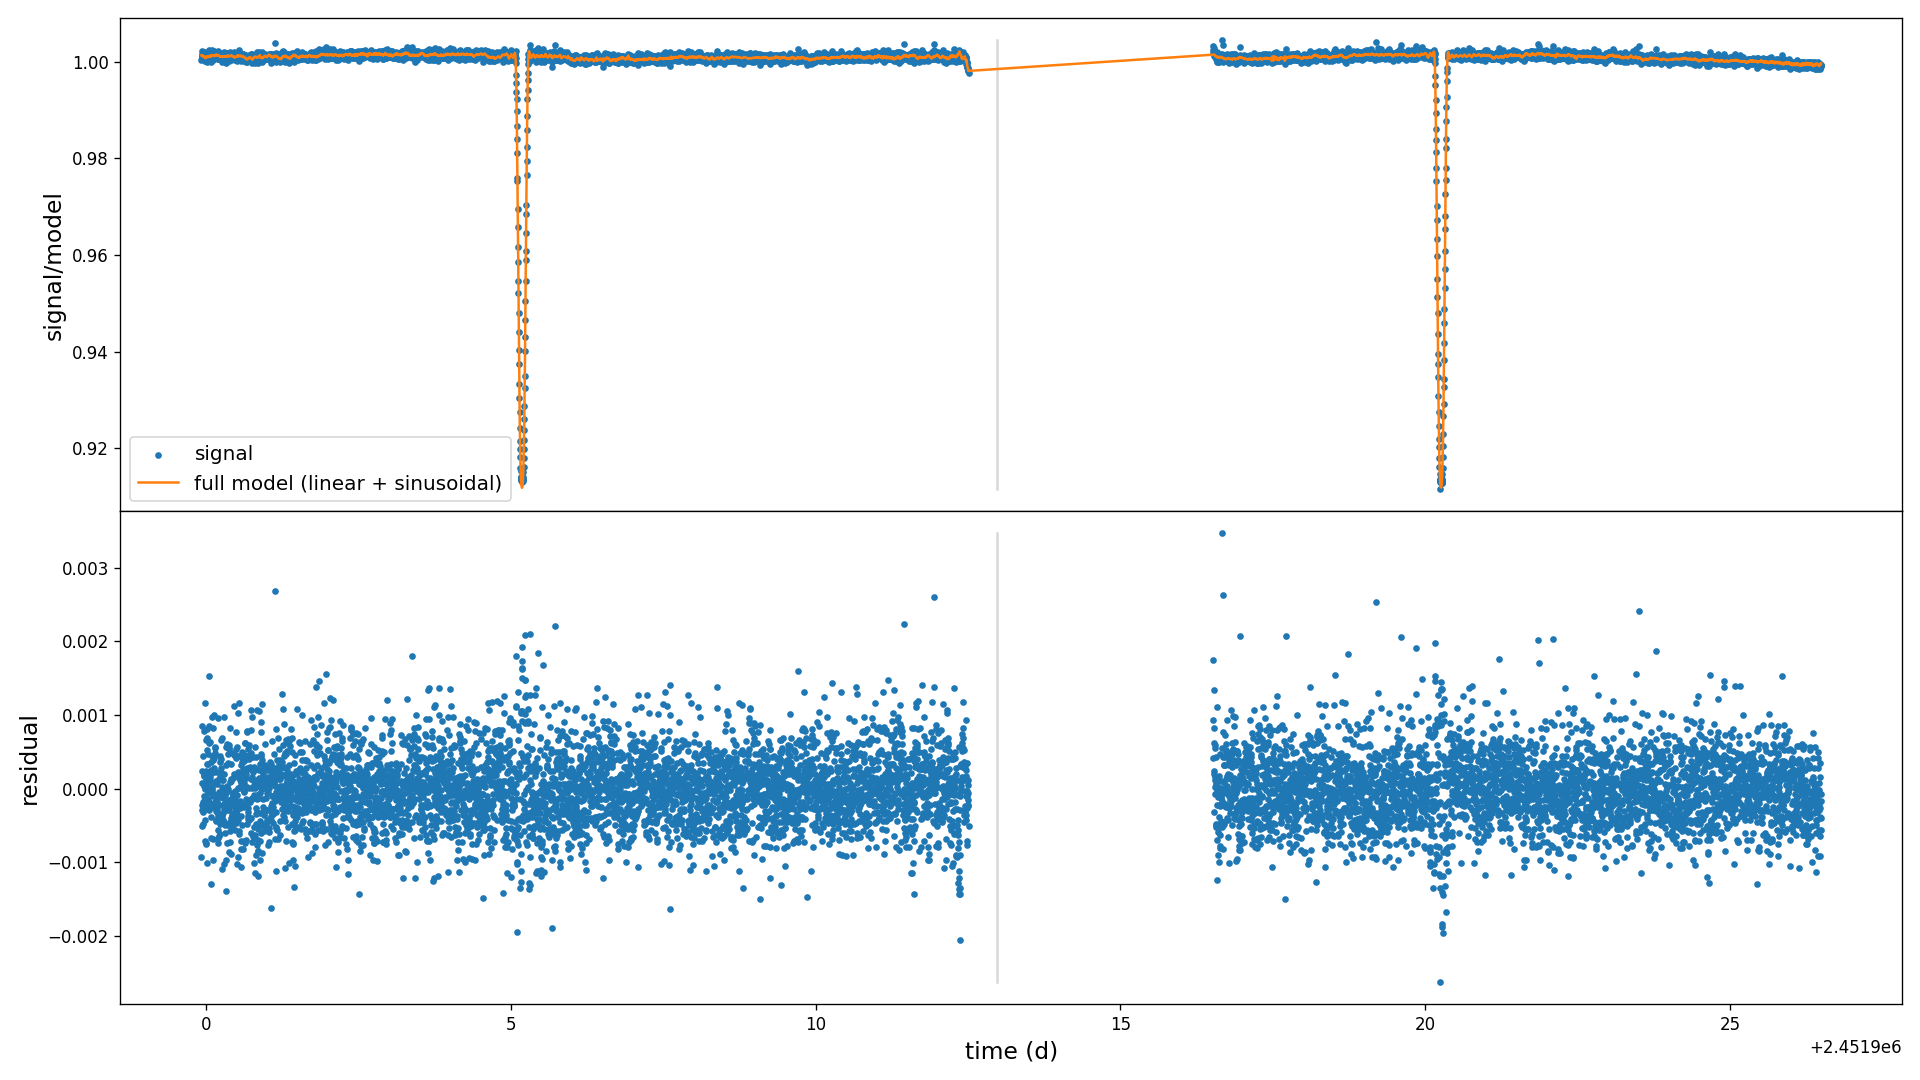 signal/model
1.00
0.98
0.96
0.94
0.92
signal
full model (linear + sinusoidal)
residual
0.003
0.002
0.001
0.000
−0.001
−0.002
0 5 10 15 20 25
time (d)
+2.4519e6